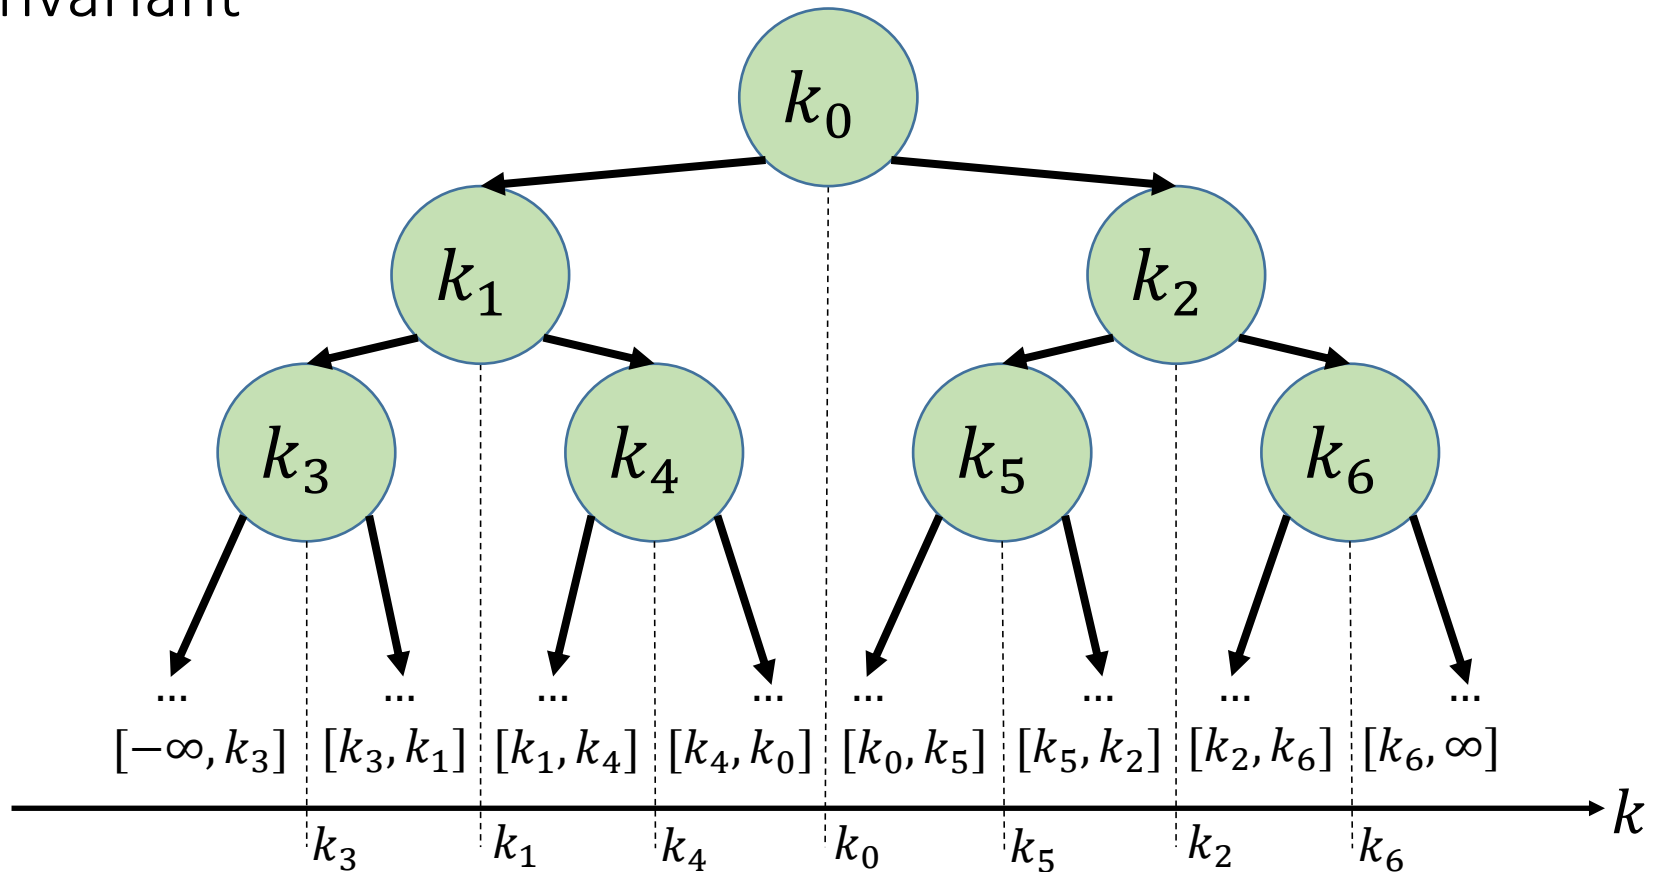 nvariant
k₀
k₁ k₂
k₃ k₄ k₅ k₆
... ... ... ... ... ... ... ...
[−∞, k₃] [k₃, k₁] [k₁, k₄] [k₄, k₀] [k₀, k₅] [k₅, k₂] [k₂, k₆] [k₆, ∞]
k
k₃ k₁ k₄ k₀ k₅ k₂ k₆